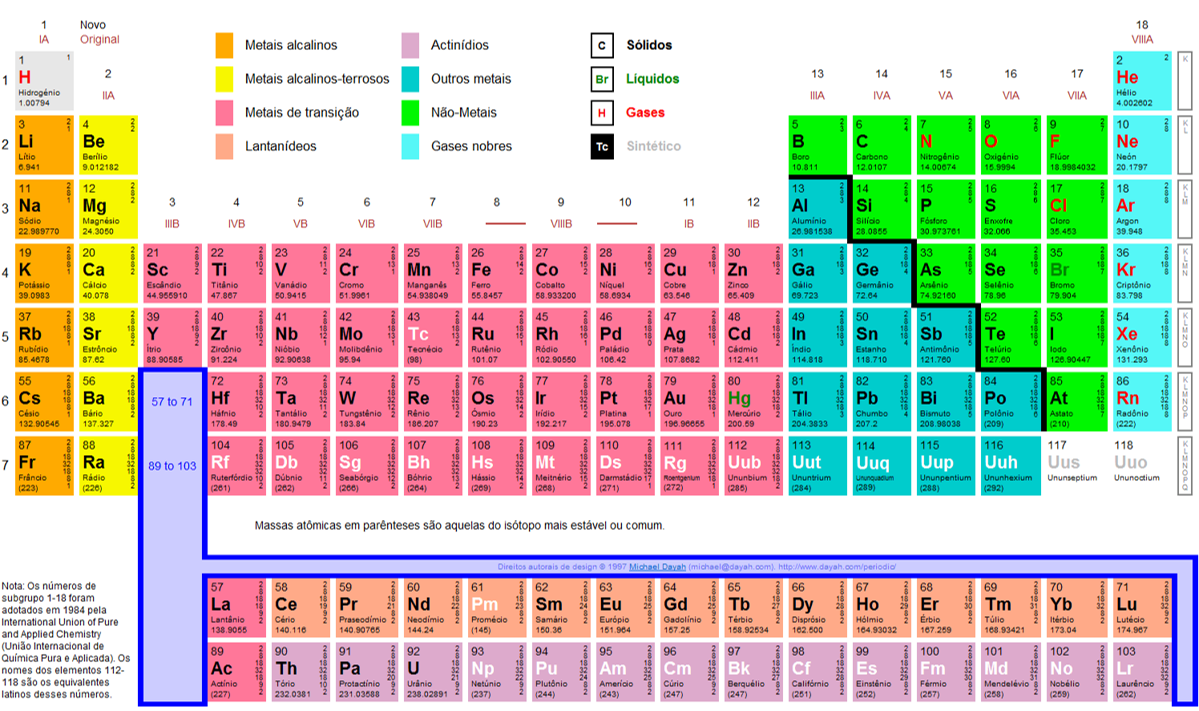 1 Novo 18
IA Original VIIIA
Metais alcalinos Actinídios C Sólidos
Metais alcalinos-terrosos Outros metais Br Líquidos
Metais de transição Não-Metais H Gases
Lantanídeos Gases nobres Tc Sintético
2 13 14 15 16 17
IIA IIIA IVA VA VIA VIIA
3 4 5 6 7 8 9 10 11 12
IIIB IVB VB VIB VIIB VIIIB IB IIB
1
1 2
H He
Hidrogénio Hélio
1.00794 4.002602
K
2
3 4 5 6 7 8 9 10
Li Be B C N O F Ne
Lítio Berílio Boro Carbono Nitrogênio Oxigénio Flúor Neón
6.941 9.012182 10.811 12.0107 14.00674 15.9994 18.9984032 20.1797
K L
3
11 12 13 14 15 16 17 18
Na Mg Al Si P S Cl Ar
Sódio Magnésio Alumínio Silício Fósforo Enxofre Cloro Argon
22.989770 24.3050 26.981538 28.0855 30.973761 32.066 35.453 39.948
K L M
4
19 20 21 22 23 24 25 26 27 28 29 30 31 32 33 34 35 36
K Ca Sc Ti V Cr Mn Fe Co Ni Cu Zn Ga Ge As Se Br Kr
Potássio Cálcio Escândio Titânio Vanádio Cromo Manganês Ferro Cobalto Níquel Cobre Zinco Gálio Germânio Arsénio Selénio Bromo Criptônio
39.0983 40.078 44.955910 47.867 50.9415 51.9961 54.938049 55.8457 58.933200 58.6934 63.546 65.409 69.723 72.64 74.92160 78.96 79.904 83.798
K L M N
5
37 38 39 40 41 42 43 44 45 46 47 48 49 50 51 52 53 54
Rb Sr Y Zr Nb Mo Tc Ru Rh Pd Ag Cd In Sn Sb Te I Xe
Rubídio Estrôncio Ítrio Zircônio Nióbio Molibdênio Tecnécio Rutênio Ródio Paládio Prata Cádmio Índio Estanho Antimônio Telúrio Iodo Xenônio
85.4678 87.62 88.90585 91.224 92.90638 95.94 (98) 101.07 102.90550 106.42 107.8682 112.411 114.818 118.710 121.760 127.60 126.90447 131.293
K L M N O
6
55 56 57 to 71 72 73 74 75 76 77 78 79 80 81 82 83 84 85 86
Cs Ba Hf Ta W Re Os Ir Pt Au Hg Tl Pb Bi Po At Rn
Césio Bário Háfnio Tantálio Tungstênio Rênio Ósmio Irídio Platina Ouro Mercúrio Tálio Chumbo Bismuto Polônio Astato Radônio
132.90545 137.327 178.49 180.9479 183.84 186.207 190.23 192.217 195.078 196.96655 200.59 204.3833 207.2 208.98038 (209) (210) (222)
K L M N O P
7
87 88 89 to 103 104 105 106 107 108 109 110 111 112 113 114 115 116 117 118
Fr Ra Rf Db Sg Bh Hs Mt Ds Rg Uub Uut Uuq Uup Uuh Uus Uuo
Frâncio Rádio Ruterfórdio Dúbnio Seabórgio Bóhrio Hássio Meitnério Darmstádio Roentgenium Ununbium Ununtrium Ununquadium Ununpentium Ununhexium Ununseptium Ununoctium
(223) (226) (261) (262) (266) (264) (269) (268) (271) (272) (285) (284) (289) (288) (292)
K L M N O P Q
Massas atômicas em parênteses são aquelas do isótopo mais estável ou comum.
Direitos autorais de design © 1997 Michael Dayah (michael@dayah.com). http://www.dayah.com/periodic/
Nota: Os números de
subgrupo 1-18 foram
adotados em 1984 pela
International Union of Pure
and Applied Chemistry
(União Internacional de
Química Pura e Aplicada). Os
nomes dos elementos 112-
118 são os equivalentes
latinos desses números.
57 58 59 60 61 62 63 64 65 66 67 68 69 70 71
La Ce Pr Nd Pm Sm Eu Gd Tb Dy Ho Er Tm Yb Lu
Lantânio Cério Praseodímio Neodímio Promécio Samário Európio Gadolínio Térbio Disprósio Hólmio Érbio Túlio Itérbio Lutécio
138.9055 140.116 140.90765 144.24 (145) 150.36 151.964 157.25 158.92534 162.500 164.93032 167.259 168.93421 173.04 174.967
89 90 91 92 93 94 95 96 97 98 99 100 101 102 103
Ac Th Pa U Np Pu Am Cm Bk Cf Es Fm Md No Lr
Actínio Tório Protactínio Urânio Netúnio Plutônio Amerício Cúrio Berquélio Califórnio Einstênio Férmio Mendelévio Nobélio Laurêncio
(227) 232.0381 231.03588 238.02891 (237) (244) (243) (247) (247) (251) (252) (257) (258) (259) (262)